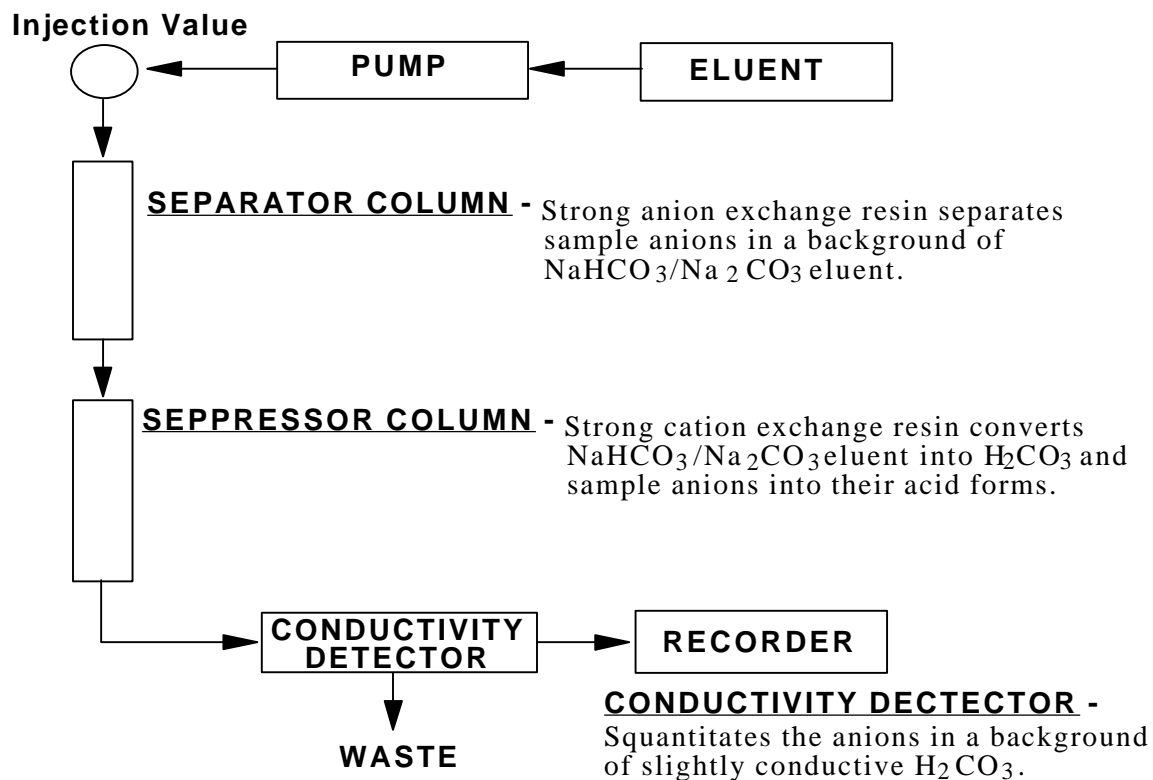 Injection Value
PUMP
ELUENT
SEPARATOR COLUMN - Strong anion exchange resin separates
sample anions in a background of
NaHCO3/Na2CO3 eluent.
SEPPRESSOR COLUMN - Strong cation exchange resin converts
NaHCO3/Na2CO3 eluent into H2CO3 and
sample anions into their acid forms.
CONDUCTIVITY
DETECTOR
RECORDER
CONDUCTIVITY DECTECTOR -
Squantitates the anions in a background
of slightly conductive H2CO3.
WASTE